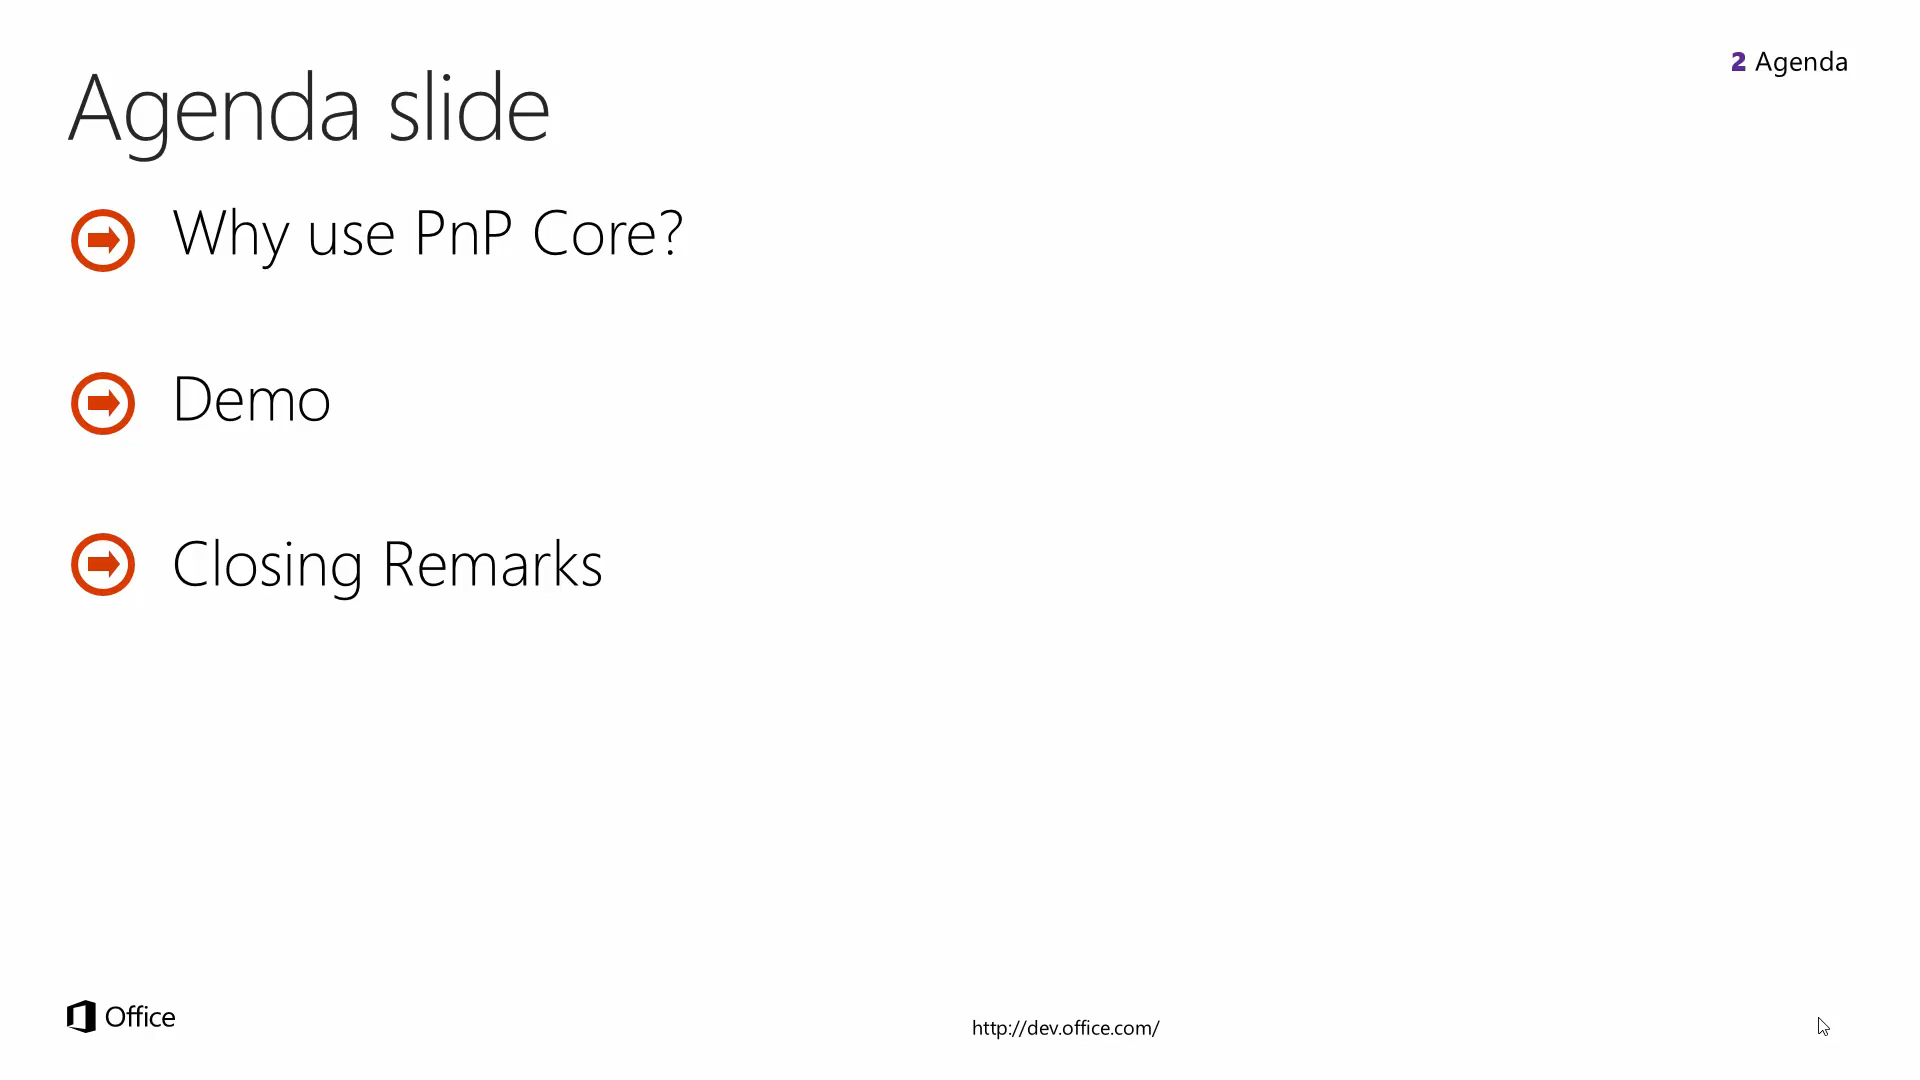 2 Agenda
Agenda slide
Why use PnP Core?
Demo
Closing Remarks
Office
http://dev.office.com/